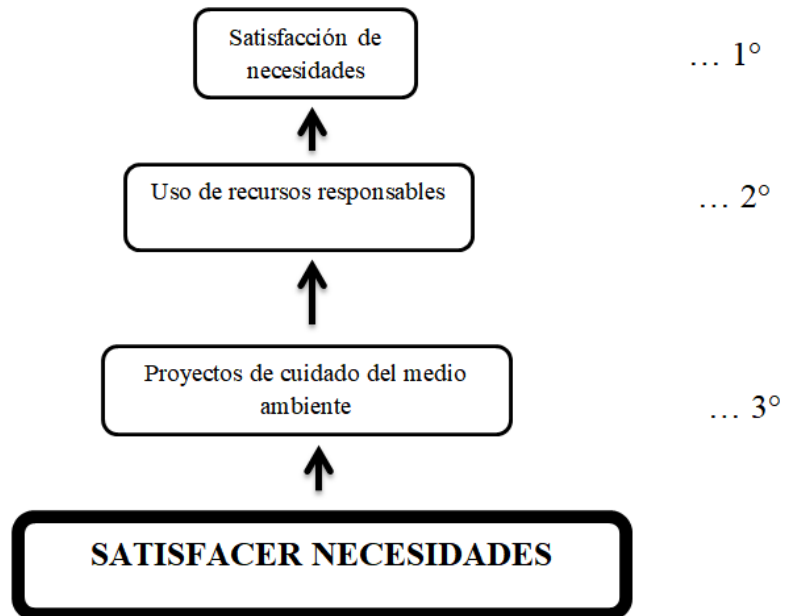 Satisfacción de
necesidades
... 1°
Uso de recursos responsables
... 2°
Proyectos de cuidado del medio
ambiente
... 3°
SATISFACER NECESIDADES